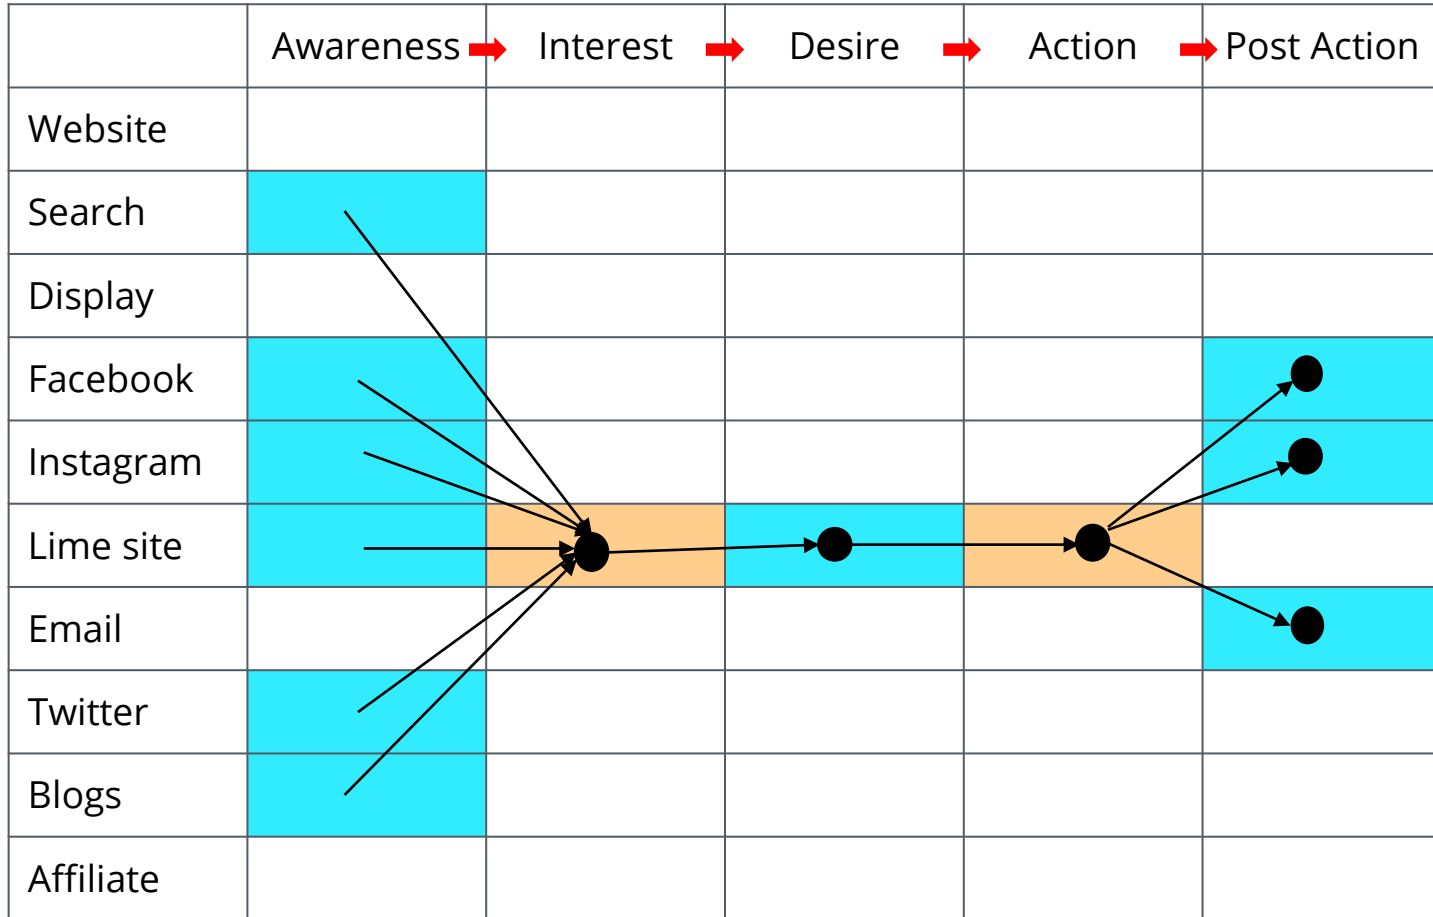 Awareness Interest Desire Action Post Action
Website
Search
Display
Facebook
Instagram
Lime site
Email
Twitter
Blogs
Affiliate